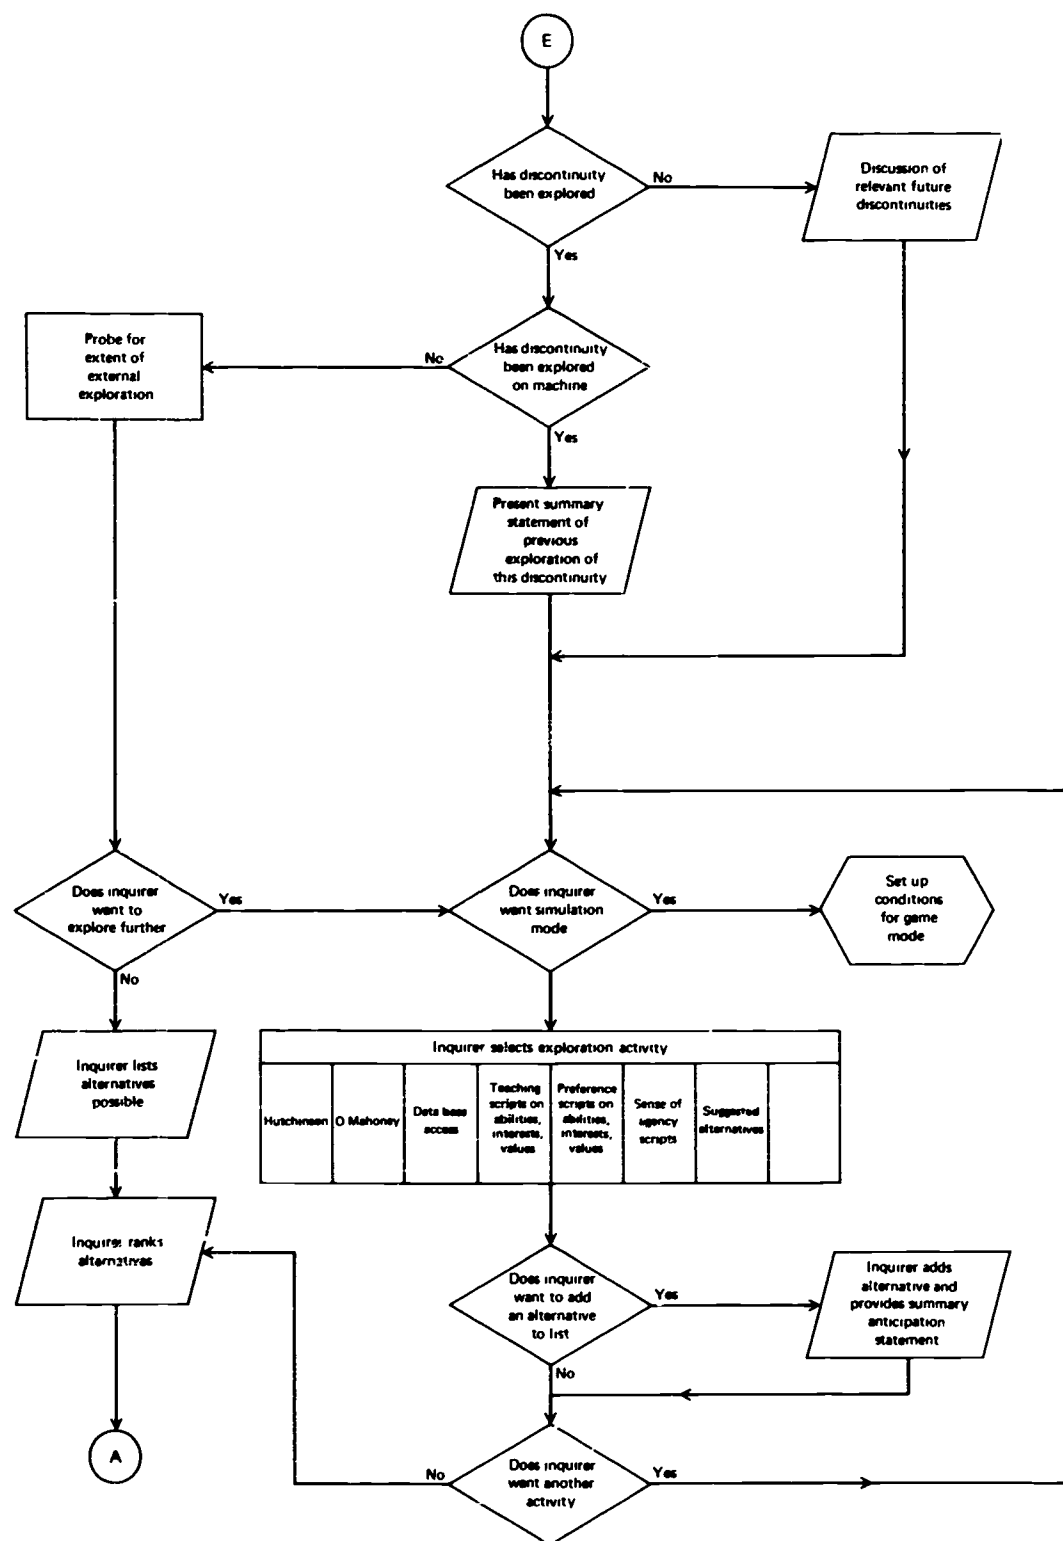 E
Has discontinuity
been explored
No
Discussion of
relevant future
discontinuities
Yes
Probe for
extent of
external
exploration
No
Has discontinuity
been explored
on machine
Yes
Present summary
statement of
previous
exploration of
this discontinuity
Does inquirer
want to
explore further
Yes
Does inquirer
want simulation
mode
Yes
Set up
conditions
for game
mode
No
Inquirer lists
alternatives
possible
Inquirer selects exploration activity
Hutchinson
O Mahoney
Data base
access
Teaching
scripts on
abilities,
interests,
values
Preference
scripts on
abilities,
interests,
values
Sense of
agency
scripts
Suggested
alternatives
Inquirer ranks
alternatives
Does inquirer
want to add
an alternative
to list
Yes
Inquirer adds
alternative and
provides summary
anticipation
statement
No
A
No
Does inquirer
want another
activity
Yes